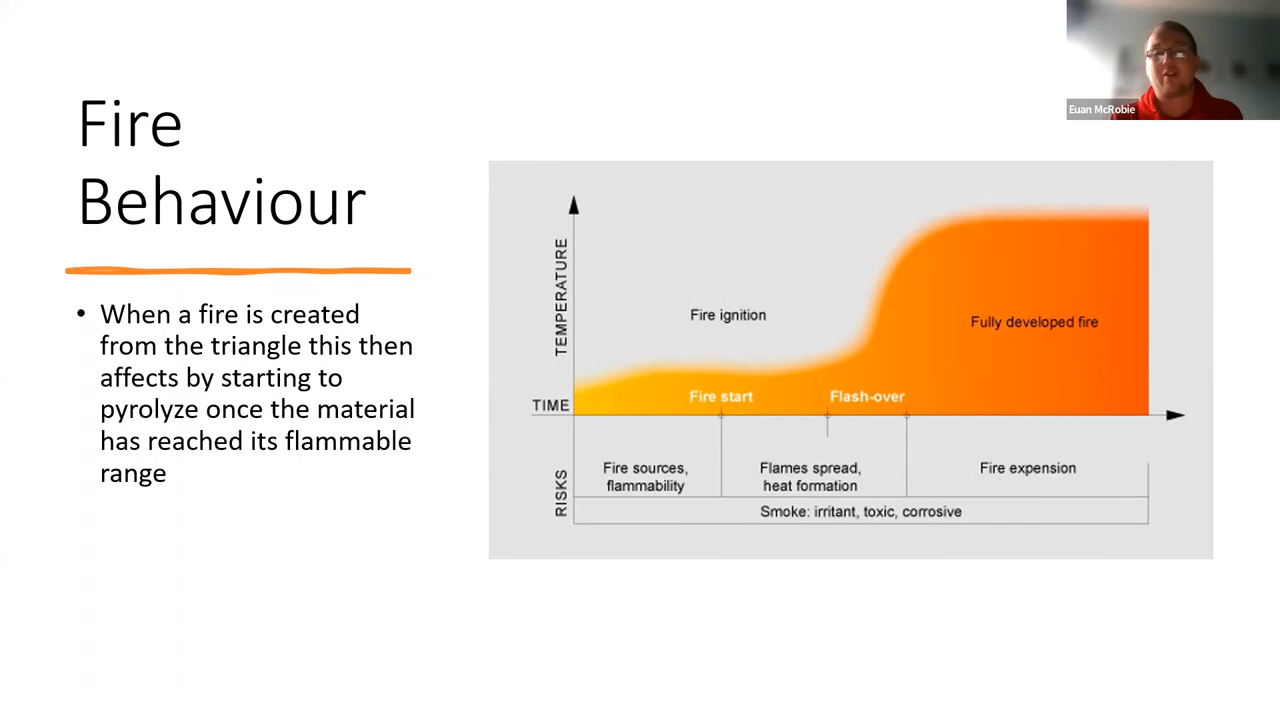 Fire
Behaviour
• When a fire is created
from the triangle this then
affects by starting to
pyrolyze once the material
has reached its flammable
range
Euan McRobie
TEMPERATURE
Fire ignition
Fully developed fire
TIME
Fire start
Flash-over
RISKS
Fire sources,
flammability
Flames spread,
heat formation
Fire expension
Smoke: irritant, toxic, corrosive